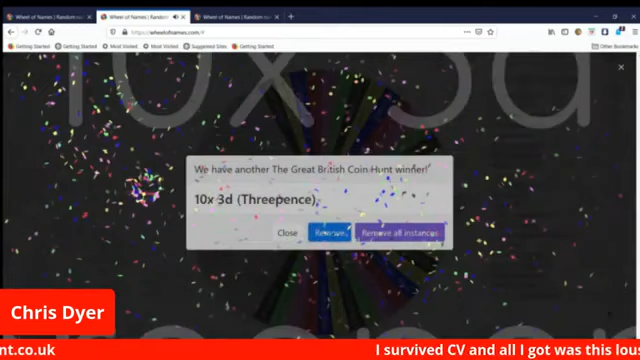 Wheel of Names | Random
Wheel of Names | Random
Wheel of Names | Random
https://wheelofnames.com/#
Getting Started
Getting Started
Most Visited
Most Visited
Suggested Sites
Getting Started
Other Bookmarks
10x 3d
We have another The Great British Coin Hunt winner!
10x 3d (Threepence)
Close
Remove
Remove all instances
Chris Dyer
nt.co.uk
I survived CV and all I got was this lous